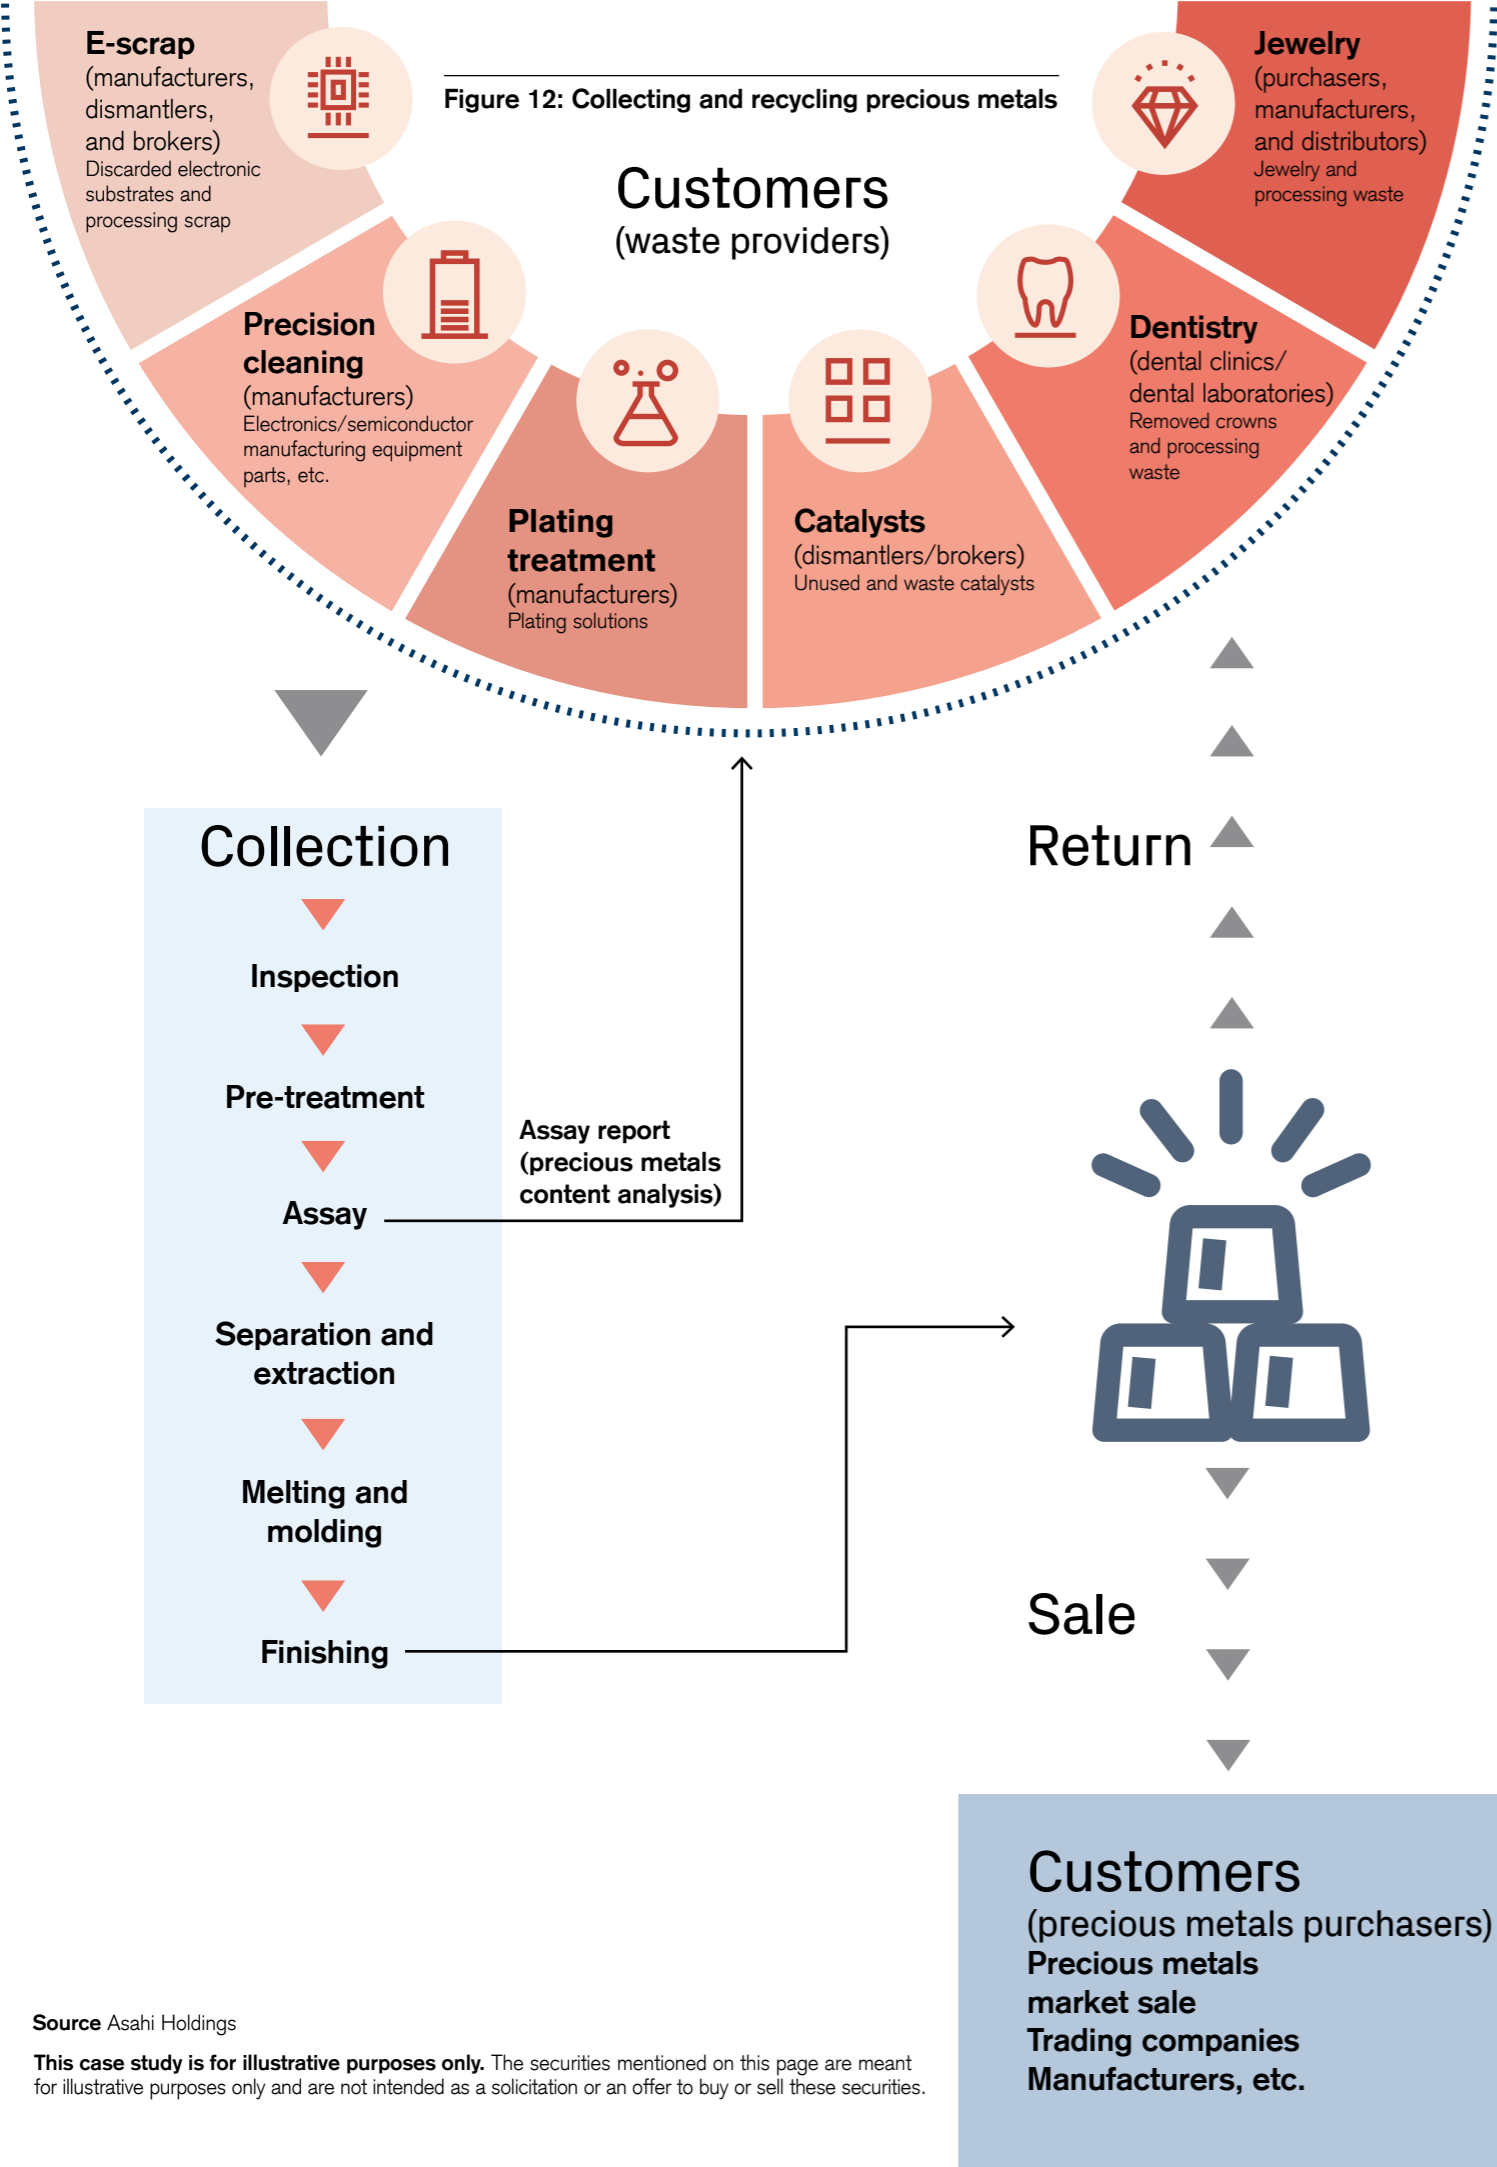 Figure 12: Collecting and recycling precious metals
Customers
(waste providers)
E-scrap
(manufacturers,
dismantlers,
and brokers)
Discarded electronic
substrates and
processing scrap
Precision
cleaning
(manufacturers)
Electronics/semiconductor
manufacturing equipment
parts, etc.
Plating
treatment
(manufacturers)
Plating solutions
Catalysts
(dismantlers/brokers)
Unused and waste catalysts
Dentistry
(dental clinics/
dental laboratories)
Removed crowns
and processing
waste
Jewelry
(purchasers,
manufacturers,
and distributors)
Jewelry and
processing waste
Collection
Inspection
Pre-treatment
Assay
Separation and
extraction
Melting and
molding
Finishing
Assay report
(precious metals
content analysis)
Return
Sale
Customers
(precious metals purchasers)
Precious metals
market sale
Trading companies
Manufacturers, etc.
Source Asahi Holdings
This case study is for illustrative purposes only. The securities mentioned on this page are meant
for illustrative purposes only and are not intended as a solicitation or an offer to buy or sell these securities.